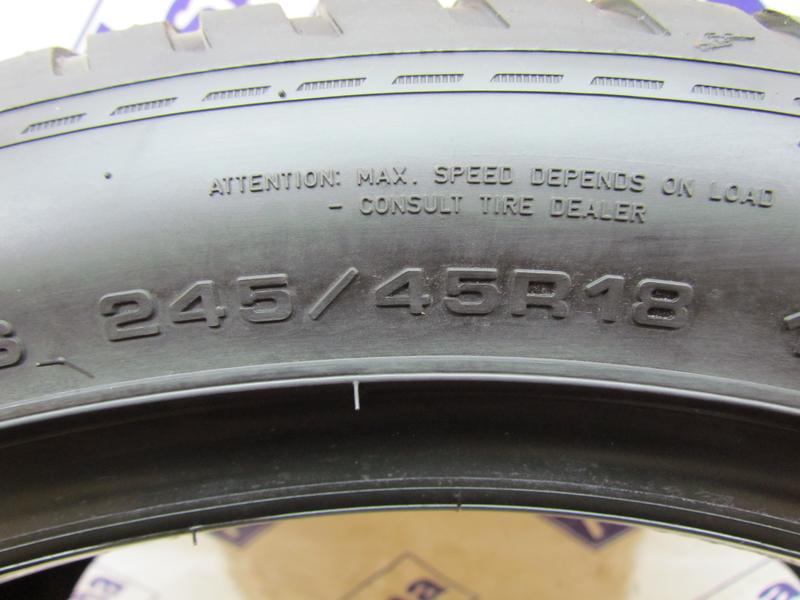 ATTENTION: MAX. SPEED DEPENDS ON LOAD
– CONSULT TIRE DEALER
245/45R18